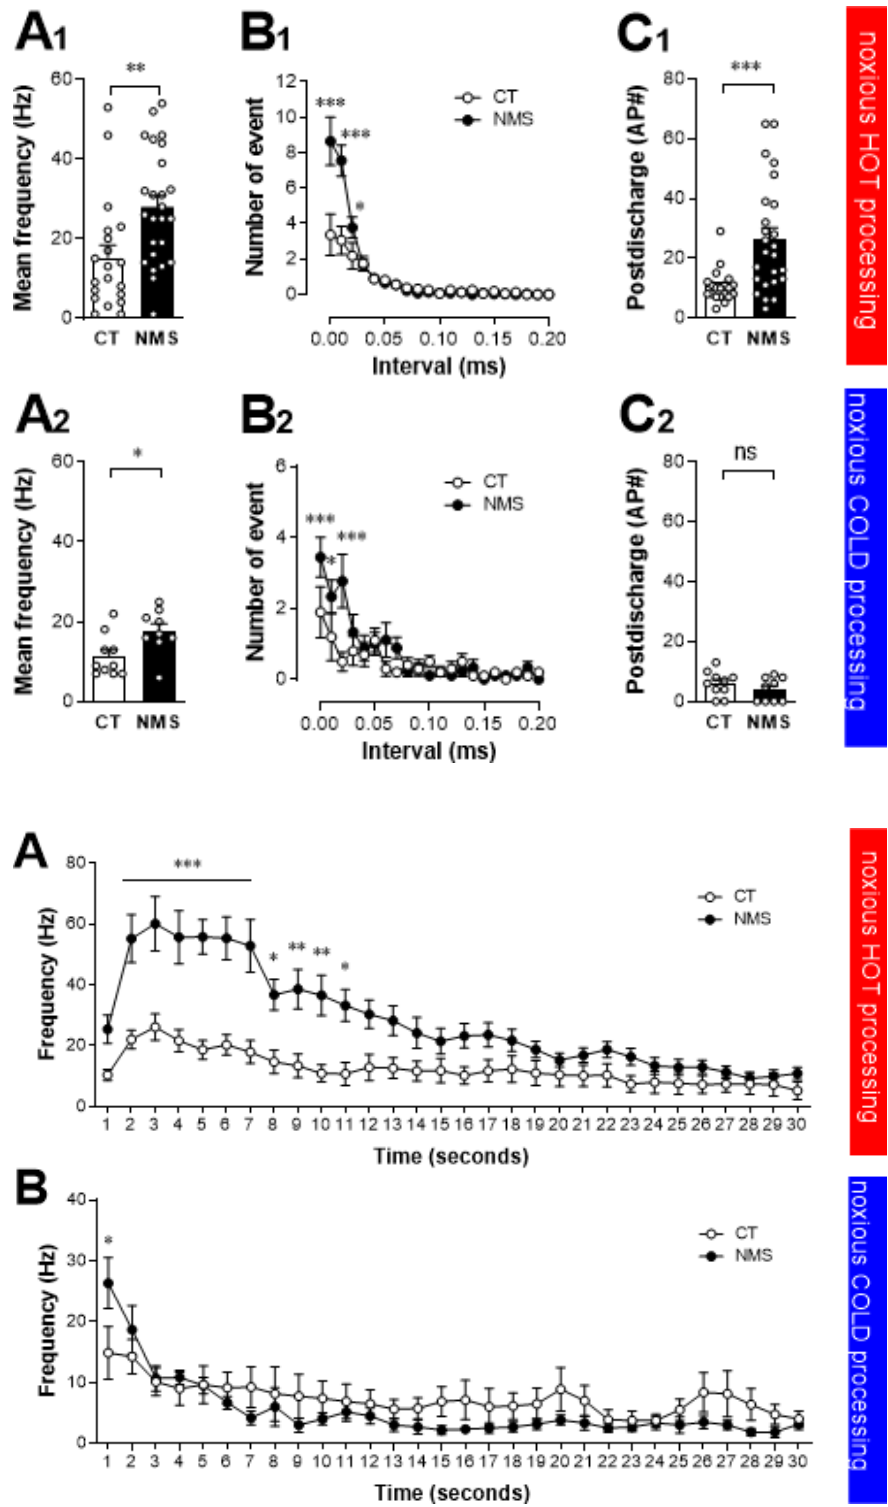 A1
B1
C1
noxious HOT processing
**
***
***
*
***
CT
NMS
Mean frequency (Hz)
60
40
20
0
CT NMS
Number of event
12
10
8
6
4
2
0
0.00 0.05 0.10 0.15 0.20
Interval (ms)
Postdischarge (AP#)
80
60
40
20
0
CT NMS
A2
B2
C2
noxious COLD processing
*
***
*
***
ns
CT
NMS
Mean frequency (Hz)
60
40
20
0
CT NMS
Number of event
6
4
2
0
0.00 0.05 0.10 0.15 0.20
Interval (ms)
Postdischarge (AP#)
80
60
40
20
0
CT NMS
A
noxious HOT processing
***
* ** ** *
CT
NMS
Frequency (Hz)
80
60
40
20
0
1 2 3 4 5 6 7 8 9 10 11 12 13 14 15 16 17 18 19 20 21 22 23 24 25 26 27 28 29 30
Time (seconds)
B
noxious COLD processing
*
CT
NMS
Frequency (Hz)
40
30
20
10
0
1 2 3 4 5 6 7 8 9 10 11 12 13 14 15 16 17 18 19 20 21 22 23 24 25 26 27 28 29 30
Time (seconds)